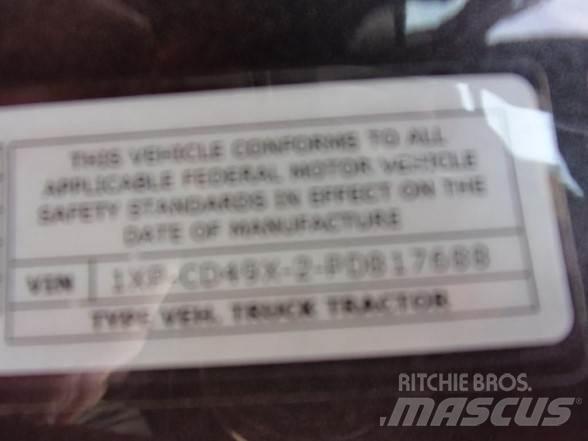 THIS VEHICLE CONFORMS TO ALL
APPLICABLE FEDERAL MOTOR VEHICLE
SAFETY STANDARDS IN EFFECT ON THE
DATE OF MANUFACTURE
VIN 1XP-CD49X-2-PD817688
TYPE VEH. TRUCK TRACTOR
RITCHIE BROS.
MASCUS